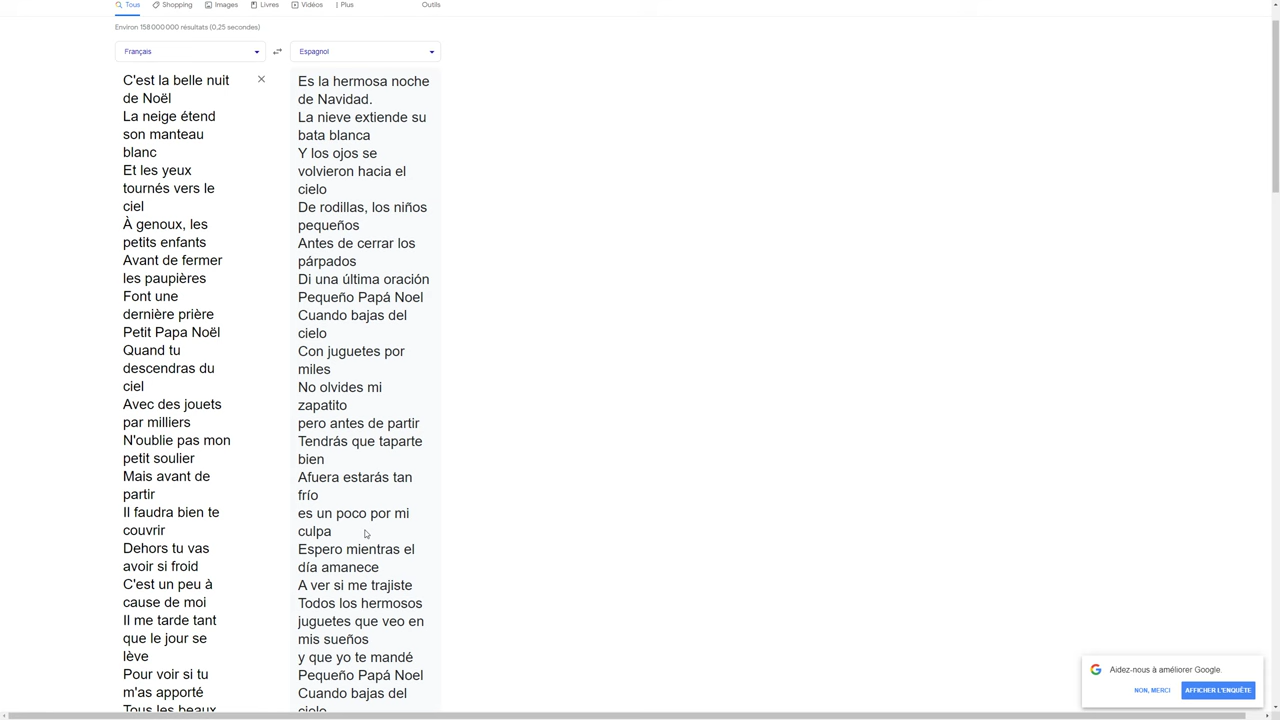 Tous
Shopping
Images
Livres
Vidéos
Plus
Outils
Environ 158 000 000 résultats (0,25 secondes)
Français
Espagnol
C'est la belle nuit
de Noël
La neige étend
son manteau
blanc
Et les yeux
tournés vers le
ciel
À genoux, les
petits enfants
Avant de fermer
les paupières
Font une
dernière prière
Petit Papa Noël
Quand tu
descendras du
ciel
Avec des jouets
par milliers
N'oublie pas mon
petit soulier
Mais avant de
partir
Il faudra bien te
couvrir
Dehors tu vas
avoir si froid
C'est un peu à
cause de moi
Il me tarde tant
que le jour se
lève
Pour voir si tu
m'as apporté
Tous les beaux
Es la hermosa noche
de Navidad.
La nieve extiende su
bata blanca
Y los ojos se
volvieron hacia el
cielo
De rodillas, los niños
pequeños
Antes de cerrar los
párpados
Di una última oración
Pequeño Papá Noel
Cuando bajas del
cielo
Con juguetes por
miles
No olvides mi
zapatito
pero antes de partir
Tendrás que taparte
bien
Afuera estarás tan
frío
es un poco por mi
culpa
Espero mientras el
día amanece
A ver si me trajiste
Todos los hermosos
juguetes que veo en
mis sueños
y que yo te mandé
Pequeño Papá Noel
Cuando bajas del
cielo
Aidez-nous à améliorer Google.
NON, MERCI
AFFICHER L'ENQUÊTE